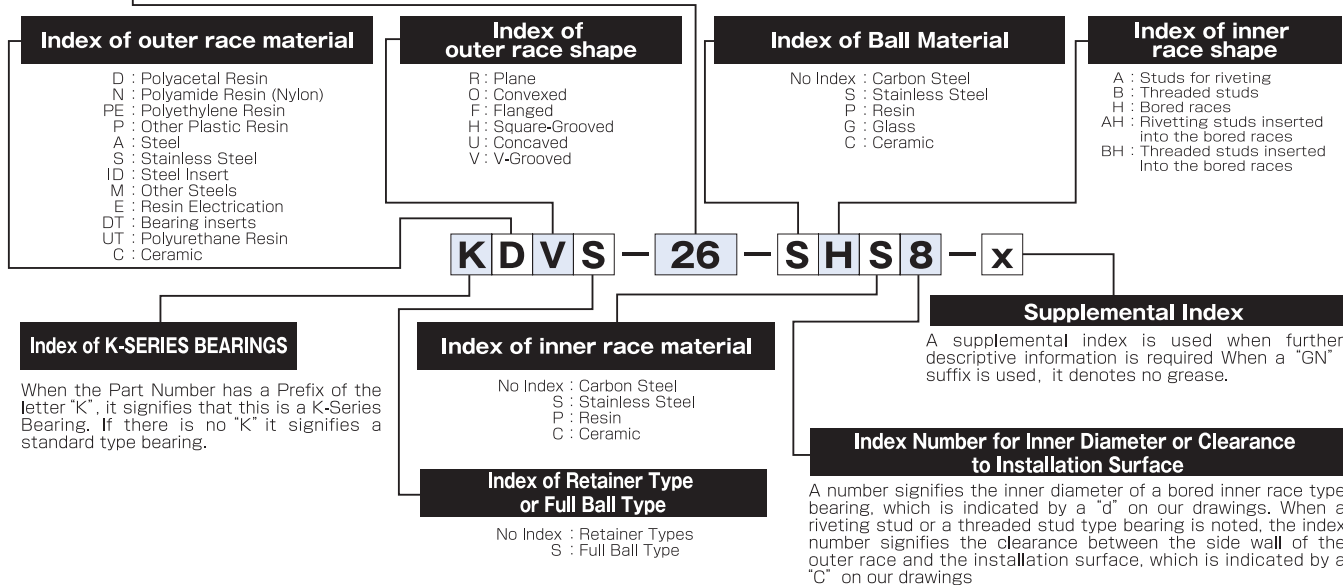 Index of outer race material
D : Polyacetal Resin
N : Polyamide Resin (Nylon)
PE : Polyethylene Resin
P : Other Plastic Resin
A : Steel
S : Stainless Steel
ID : Steel Insert
M : Other Steels
E : Resin Electrication
DT : Bearing inserts
UT : Polyurethane Resin
C : Ceramic
Index of
outer race shape
R : Plane
O : Convexed
F : Flanged
H : Square-Grooved
U : Concaved
V : V-Grooved
Index of Ball Material
No Index : Carbon Steel
S : Stainless Steel
P : Resin
G : Glass
C : Ceramic
Index of inner
race shape
A : Studs for riveting
B : Threaded studs
H : Bored races
AH : Rivetting studs inserted
into the bored races
BH : Threaded studs inserted
Into the bored races
K D V S - 26 - S H S 8 - x
Index of K-SERIES BEARINGS
When the Part Number has a Prefix of the
letter "K", it signifies that this is a K-Series
Bearing. If there is no "K" it signifies a
standard type bearing.
Index of inner race material
No Index : Carbon Steel
S : Stainless Steel
P : Resin
C : Ceramic
Index of Retainer Type
or Full Ball Type
No Index : Retainer Types
S : Full Ball Type
Supplemental Index
A supplemental index is used when further
descriptive information is required When a "GN"
suffix is used, it denotes no grease.
Index Number for Inner Diameter or Clearance
to Installation Surface
A number signifies the inner diameter of a bored inner race type
bearing, which is indicated by a "d" on our drawings. When a
riveting stud or a threaded stud type bearing is noted, the index
number signifies the clearance between the side wall of the
outer race and the installation surface, which is indicated by a
"C" on our drawings